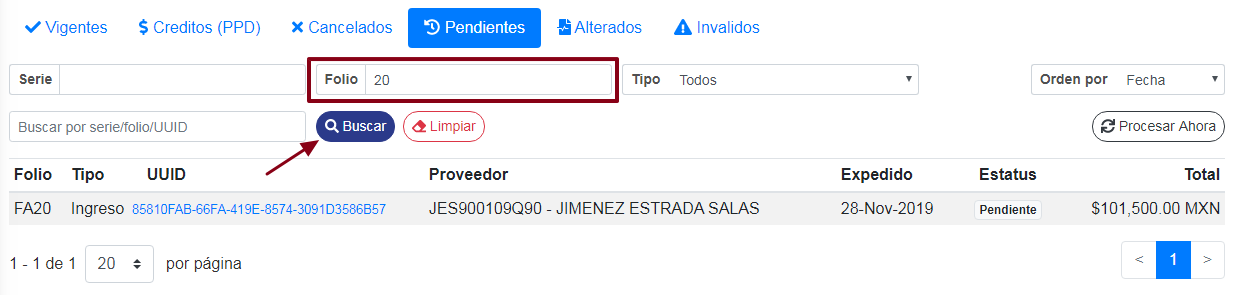 Vigentes Creditos (PPD) Cancelados Pendientes Alterados Invalidos
Serie Folio 20 Tipo Todos Orden por Fecha
Buscar por serie/folio/UUID Buscar Limpiar Procesar Ahora
Folio Tipo UUID Proveedor Expedido Estatus Total
FA20 Ingreso 85810FAB-66FA-419E-8574-3091D3586B57 JES900109Q90 - JIMENEZ ESTRADA SALAS 28-Nov-2019 Pendiente $101,500.00 MXN
1 - 1 de 1 20 por página < 1 >